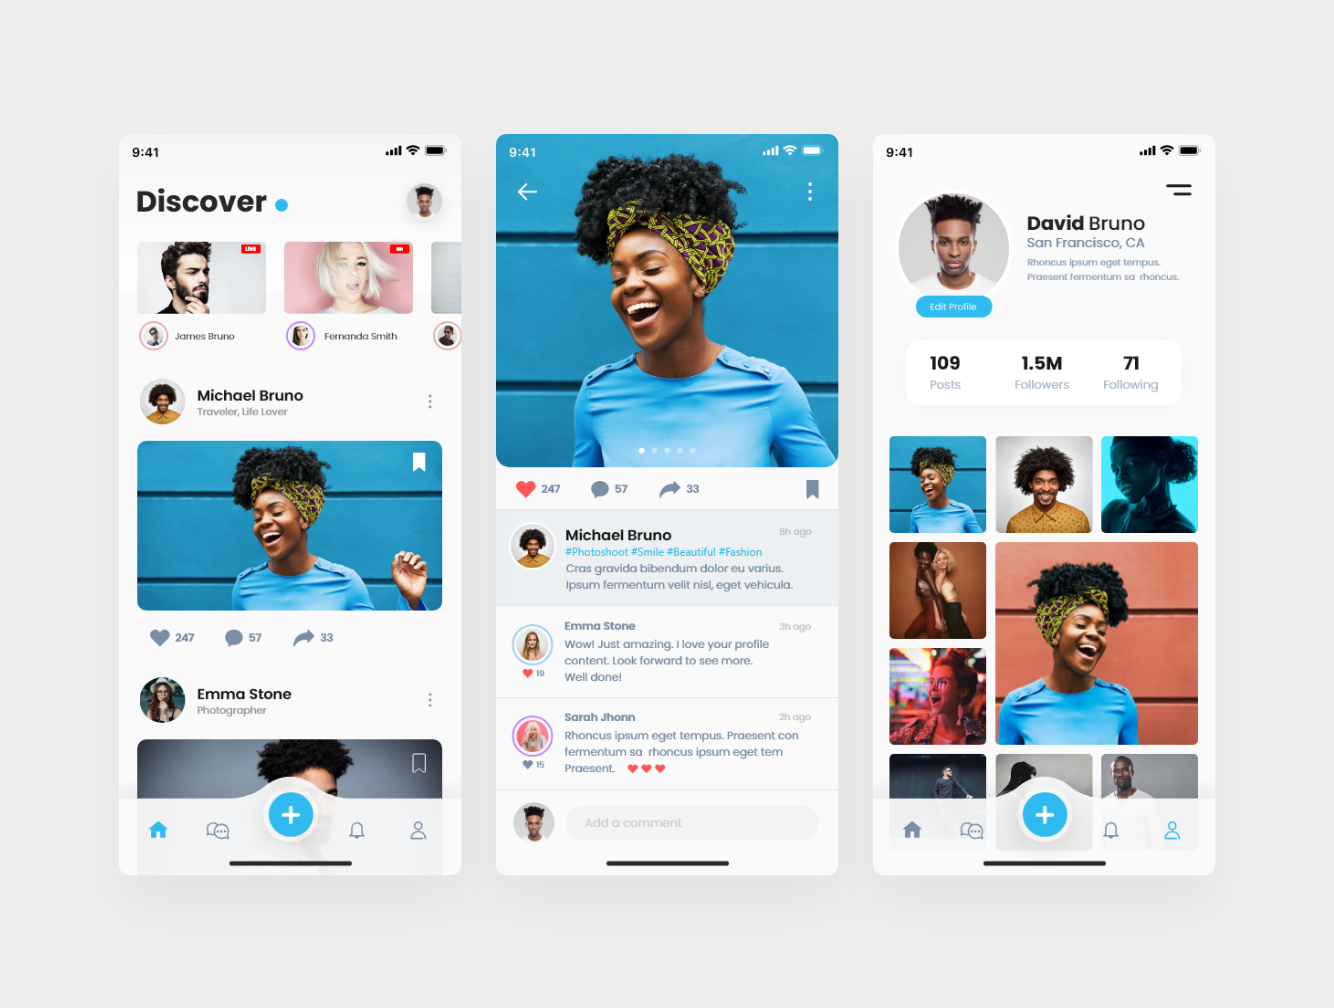 9:41
Discover
LIVE
James Bruno
Fernanda Smith
Michael Bruno
Traveler, Life Lover
247
57
33
Emma Stone
Photographer
9:41
247
57
33
Michael Bruno
8h ago
#Photoshoot #Smile #Beautiful #Fashion
Cras gravida bibendum dolor eu varius.
Ipsum fermentum velit nisl, eget vehicula.
Emma Stone
3h ago
Wow! Just amazing. I love your profile
content. Look forward to see more.
Well done!
19
Sarah Jhonn
2h ago
Rhoncus ipsum eget tempus. Praesent con
fermentum sa rhoncus ipsum eget tem
Praesent.
15
Add a comment
9:41
David Bruno
San Francisco, CA
Rhoncus ipsum eget tempus.
Praesent fermentum sa rhoncus.
Edit Profile
109
1.5M
71
Posts
Followers
Following